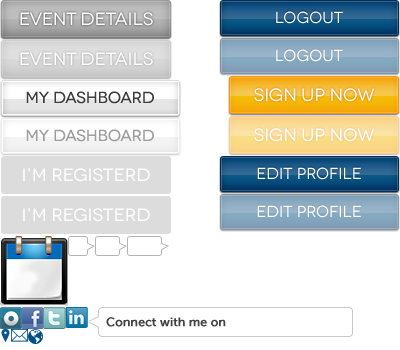 EVENT DETAILS
LOGOUT
EVENT DETAILS
LOGOUT
MY DASHBOARD
SIGN UP NOW
MY DASHBOARD
SIGN UP NOW
I'M REGISTERD
EDIT PROFILE
I'M REGISTERD
EDIT PROFILE
f t in
Connect with me on